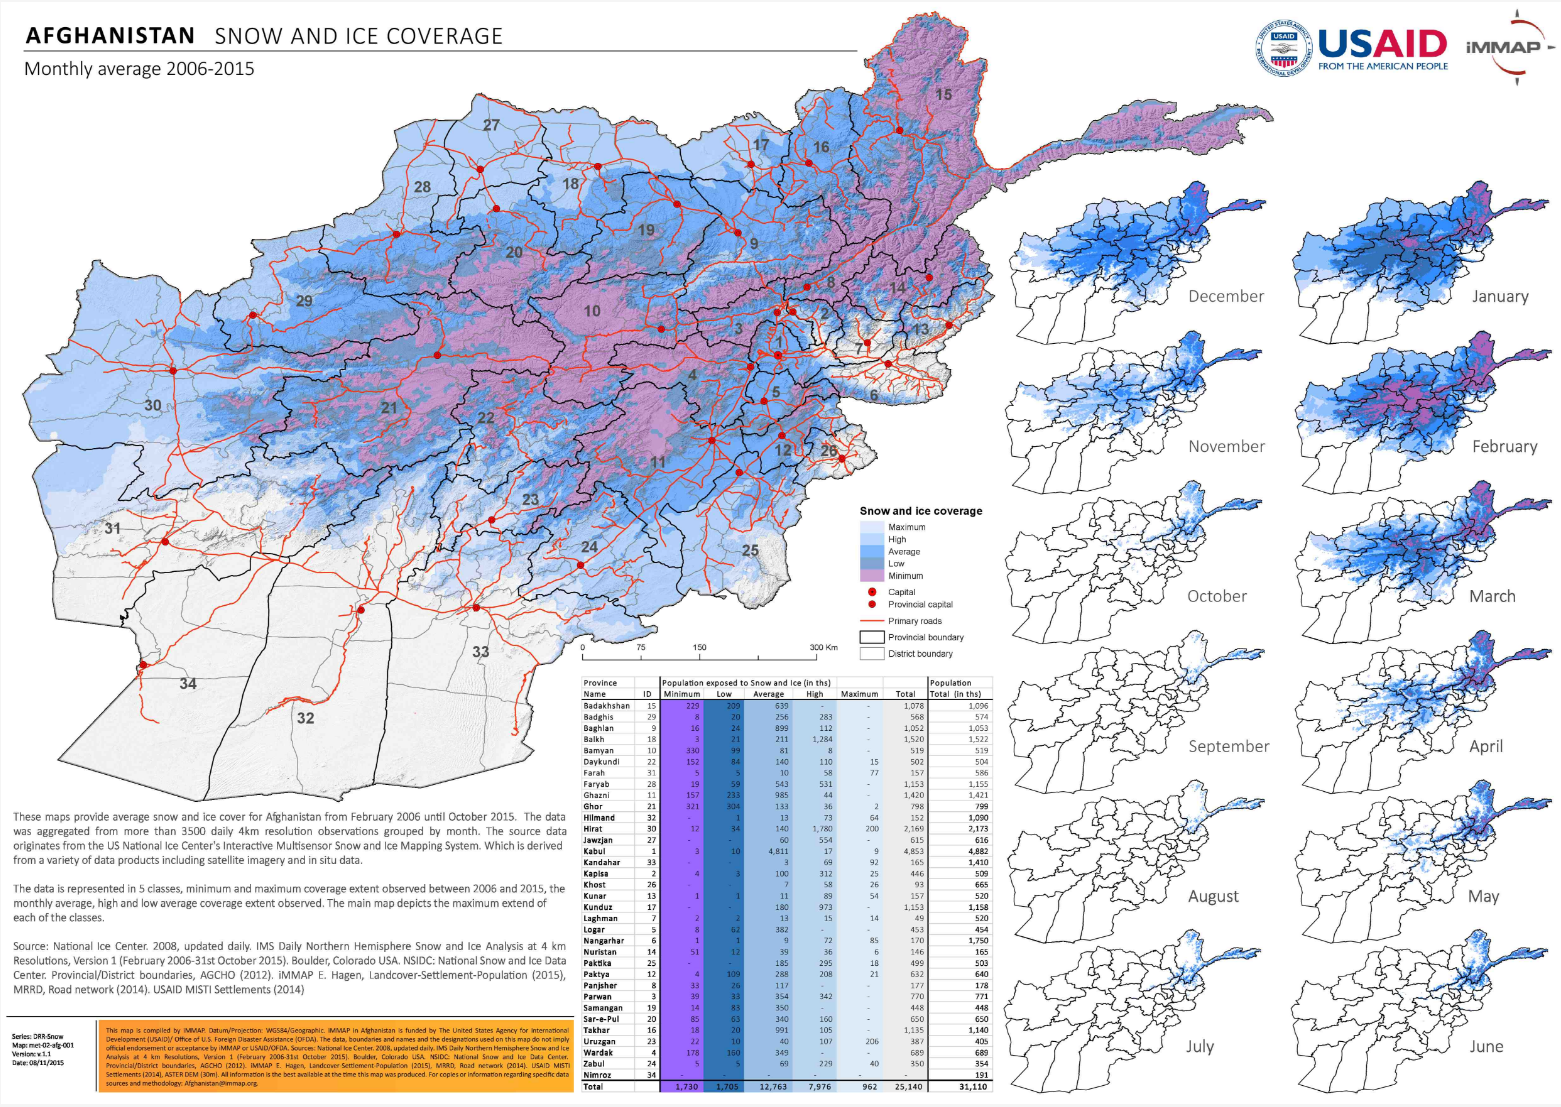 AFGHANISTAN SNOW AND ICE COVERAGE
Monthly average 2006-2015
USAID
FROM THE AMERICAN PEOPLE
iMMAP
15
27
17
16
28
18
19
20
9
29
10
8
14
3
2
13
1
7
4
30
21
22
5
6
11
12
26
23
31
24
25
33
34
32
Snow and ice coverage
Maximum
High
Average
Low
Minimum
Capital
Provincial capital
Primary roads
Provincial boundary
District boundary
0 75 150 300 Km
December
January
November
February
October
March
September
April
August
May
July
June
Province Population exposed to Snow and Ice (in ths) Population
Name ID Minimum Low Average High Maximum Total Total (in ths)
Badakhshan 15 229 209 639 - - 1,078 1,096
Badghis 29 8 20 256 283 - 568 574
Baghlan 9 16 24 899 112 - 1,052 1,053
Balkh 18 3 21 211 1,284 - 1,520 1,522
Bamyan 10 330 99 81 8 - 519 519
Daykundi 22 152 84 140 110 15 502 504
Farah 31 5 5 10 58 77 157 586
Faryab 28 19 59 543 531 - 1,153 1,155
Ghazni 11 157 233 985 44 - 1,420 1,421
Ghor 21 321 304 133 36 2 798 799
Hilmand 32 - 1 13 73 64 152 1,090
Hirat 30 12 34 140 1,780 200 2,169 2,173
Jawzjan 27 - - 60 554 - 615 616
Kabul 1 3 10 4,811 17 9 4,853 4,882
Kandahar 33 - - 3 69 92 165 1,410
Kapisa 2 4 3 100 312 25 446 509
Khost 26 - - 7 58 26 93 665
Kunar 13 1 1 11 89 54 157 520
Kunduz 17 - - 180 973 - 1,153 1,158
Laghman 7 2 2 13 15 14 49 520
Logar 5 8 62 382 - - 453 454
Nangarhar 6 1 1 9 72 85 170 1,750
Nuristan 14 51 12 39 36 6 146 165
Paktika 25 - - 185 295 18 499 503
Paktya 12 4 109 288 208 21 632 640
Panjsher 8 33 26 117 - - 177 178
Parwan 3 39 33 354 342 - 770 771
Samangan 19 14 83 350 - - 448 448
Sar-e-Pul 20 85 63 340 160 - 650 650
Takhar 16 18 20 991 105 - 1,135 1,140
Uruzgan 23 22 10 40 107 206 387 405
Wardak 4 178 160 349 - - 689 689
Zabul 24 5 5 69 229 40 350 354
Nimroz 34 - - - - - - 191
Total 1,730 1,705 12,763 7,976 962 25,140 31,110
These maps provide average snow and ice cover for Afghanistan from February 2006 until October 2015. The data
was aggregated from more than 3500 daily 4km resolution observations grouped by month. The source data
originates from the US National Ice Center's Interactive Multisensor Snow and Ice Mapping System. Which is derived
from a variety of data products including satellite imagery and in situ data.
The data is represented in 5 classes, minimum and maximum coverage extent observed between 2006 and 2015, the
monthly average, high and low average coverage extent observed. The main map depicts the maximum extend of
each of the classes.
Source: National Ice Center. 2008, updated daily. IMS Daily Northern Hemisphere Snow and Ice Analysis at 4 km
Resolutions, Version 1 (February 2006-31st October 2015). Boulder, Colorado USA. NSIDC: National Snow and Ice Data
Center. Provincial/District boundaries, AGCHO (2012). iMMAP E. Hagen, Landcover-Settlement-Population (2015),
MRRD, Road network (2014). USAID MISTI Settlements (2014)
Series: DRR-Snow
Map: met-02-afg-001
Version: v.1.1
Date: 08/11/2015
This map is compiled by iMMAP. Datum/Projection: WGS84/Geographic. IMMAP in Afghanistan is funded by The United States Agency for International
Development (USAID)/ Office of U.S. Foreign Disaster Assistance (OFDA). The data, boundaries and names and the designations used on this map do not imply
official endorsement or acceptance by iMMAP or USAID/OFDA. Sources: National Ice Center. 2008, updated daily. IMS Daily Northern Hemisphere Snow and Ice
Analysis at 4 km Resolutions, Version 1 (February 2006-31st October 2015). Boulder, Colorado USA. NSIDC: National Snow and Ice Data Center.
Provincial/District boundaries, AGCHO (2012). IMMAP E. Hagen, Landcover-Settlement-Population (2015), MRRD, Road network (2014). USAID MISTI
Settlements (2014), ASTER DEM (30m). All information is the best available at the time this map was produced. For copies or information regarding specific data
sources and methodology: Afghanistan@immap.org.